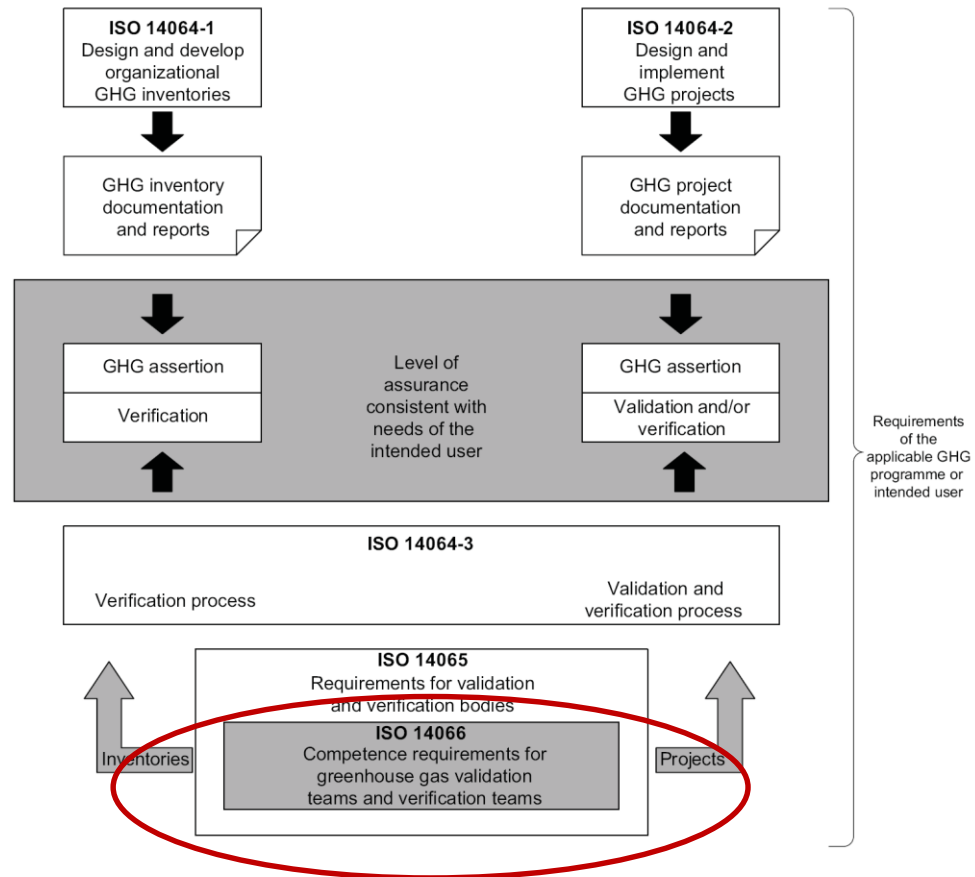 ISO 14064-1
Design and develop
organizational
GHG inventories
ISO 14064-2
Design and
implement
GHG projects
GHG inventory
documentation
and reports
GHG project
documentation
and reports
GHG assertion
Verification
Level of
assurance
consistent with
needs of the
intended user
GHG assertion
Validation and/or
verification
Requirements
of the
applicable GHG
programme or
intended user
ISO 14064-3
Verification process
Validation and
verification process
ISO 14065
Requirements for validation
and verification bodies
ISO 14066
Competence requirements for
greenhouse gas validation
teams and verification teams
Inventories
Projects